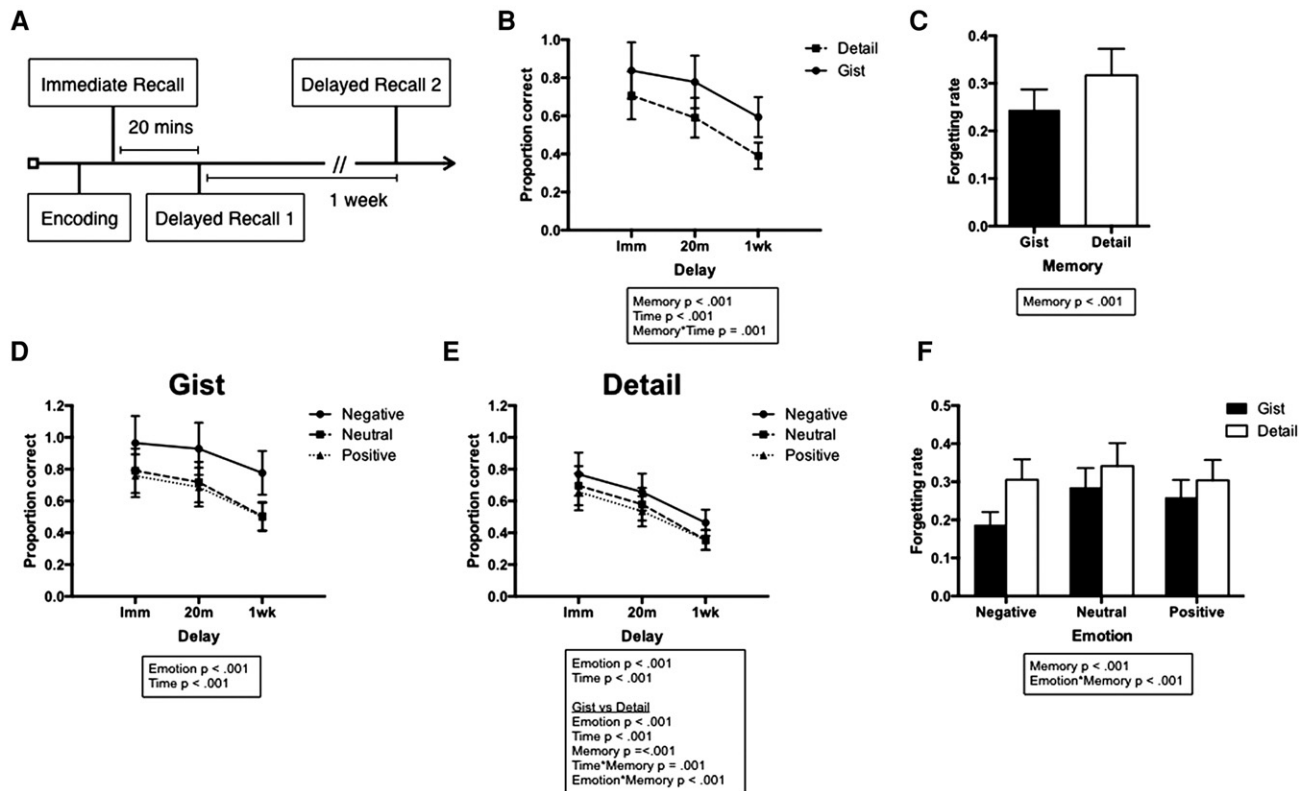 A
Immediate Recall
Delayed Recall 2
20 mins
//
1 week
Encoding
Delayed Recall 1
B
Proportion correct
1.0
0.8
0.6
0.4
0.2
0.0
Imm 20m 1wk
Delay
Detail
Gist
Memory p < .001
Time p < .001
Memory*Time p = .001
C
Forgetting rate
0.4
0.3
0.2
0.1
0.0
Gist Detail
Memory
Memory p < .001
D
Gist
Proportion correct
1.2
1.0
0.8
0.6
0.4
0.2
0.0
Imm 20m 1wk
Delay
Negative
Neutral
Positive
Emotion p < .001
Time p < .001
E
Detail
Proportion correct
1.2
1.0
0.8
0.6
0.4
0.2
0.0
Imm 20m 1wk
Delay
Negative
Neutral
Positive
Emotion p < .001
Time p < .001
Gist vs Detail
Emotion p < .001
Time p < .001
Memory p =<.001
Time*Memory p = .001
Emotion*Memory p < .001
F
Forgetting rate
0.5
0.4
0.3
0.2
0.1
0.0
Negative Neutral Positive
Emotion
Gist
Detail
Memory p < .001
Emotion*Memory p < .001